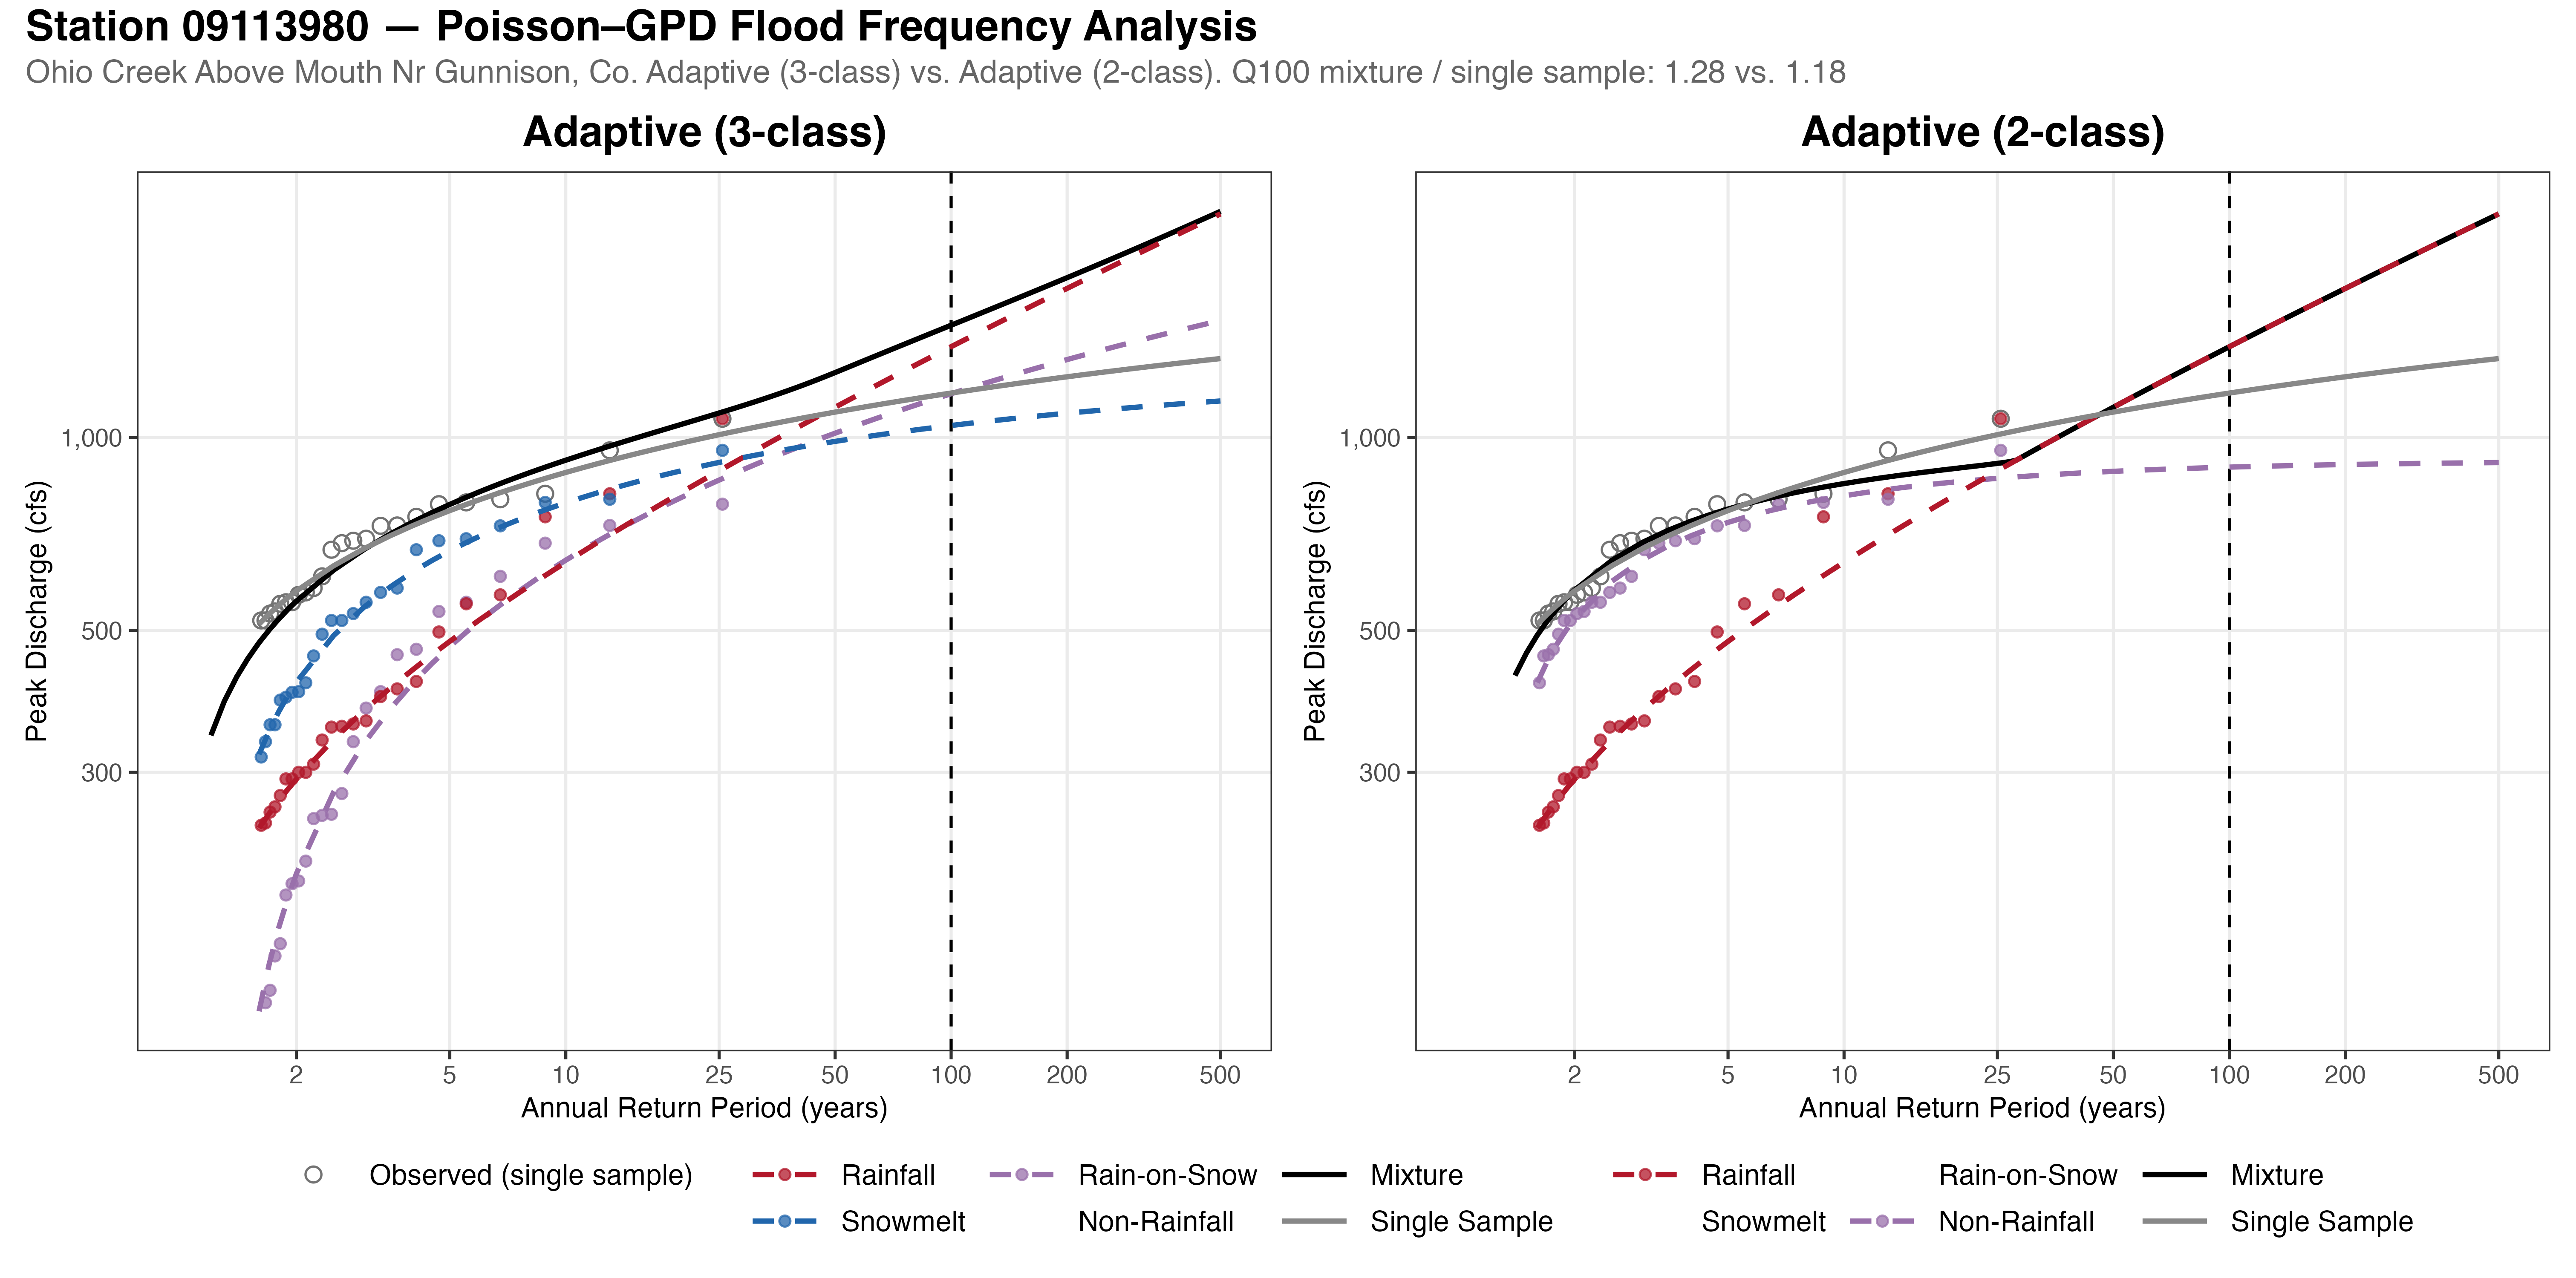 Station 09113980 — Poisson–GPD Flood Frequency Analysis
Ohio Creek Above Mouth Nr Gunnison, Co. Adaptive (3-class) vs. Adaptive (2-class). Q100 mixture / single sample: 1.28 vs. 1.18
Adaptive (3-class)
Peak Discharge (cfs)
1,000
500
300
2 5 10 25 50 100 200 500
Annual Return Period (years)
Adaptive (2-class)
Peak Discharge (cfs)
1,000
500
300
2 5 10 25 50 100 200 500
Annual Return Period (years)
Observed (single sample) Rainfall Rain-on-Snow Mixture Rainfall Rain-on-Snow Mixture
Snowmelt Non-Rainfall Single Sample Snowmelt Non-Rainfall Single Sample